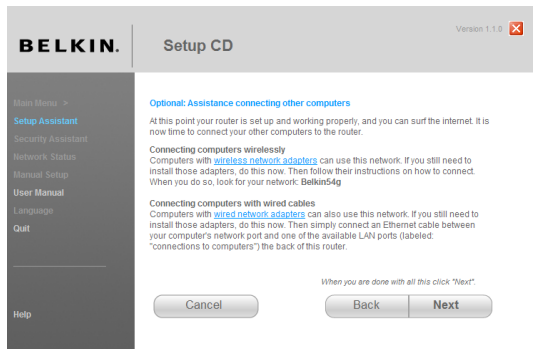 BELKIN.
Setup CD
Version 1.1.0
Main Menu >
Setup Assistant
Security Assistant
Network Status
Manual Setup
User Manual
Language
Quit
Help
Optional: Assistance connecting other computers
At this point your router is set up and working properly, and you can surf the internet. It is
now time to connect your other computers to the router.
Connecting computers wirelessly
Computers with wireless network adapters can use this network. If you still need to
install those adapters, do this now. Then follow their instructions on how to connect.
When you do so, look for your network: Belkin54g
Connecting computers with wired cables
Computers with wired network adapters can also use this network. If you still need to
install those adapters, do this now. Then simply connect an Ethernet cable between
your computer's network port and one of the available LAN ports (labeled:
"connections to computers") the back of this router.
When you are done with all this click "Next".
Cancel
Back
Next